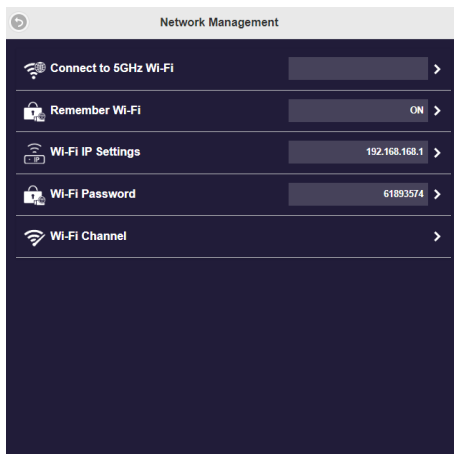 Network Management
Connect to 5GHz Wi-Fi
Remember Wi-Fi ON
IP
Wi-Fi IP Settings 192.168.168.1
Wi-Fi Password 61893574
Wi-Fi Channel